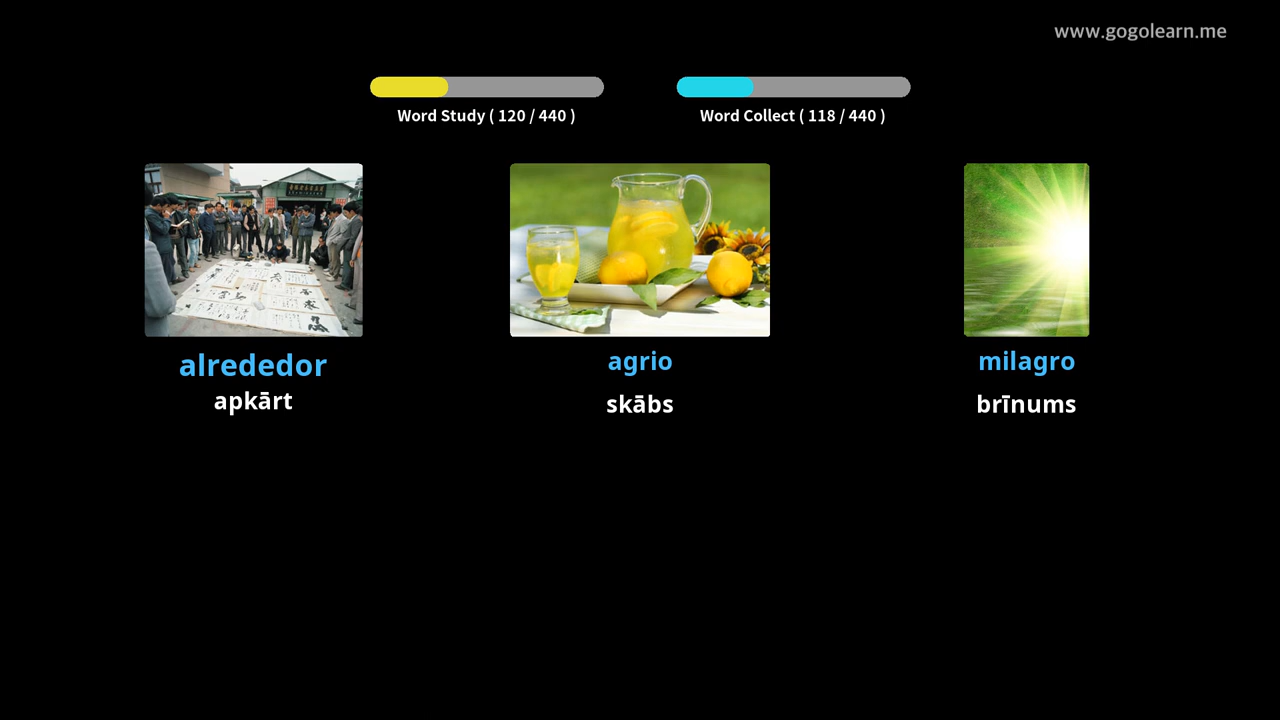 www.gogolearn.me
Word Study ( 120 / 440 )
Word Collect ( 118 / 440 )
alrededor
agrio
milagro
apkārt
skābs
brīnums